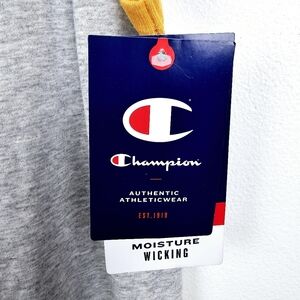 Champion
AUTHENTIC
ATHLETICWEAR
EST. 1919
MOISTURE
WICKING